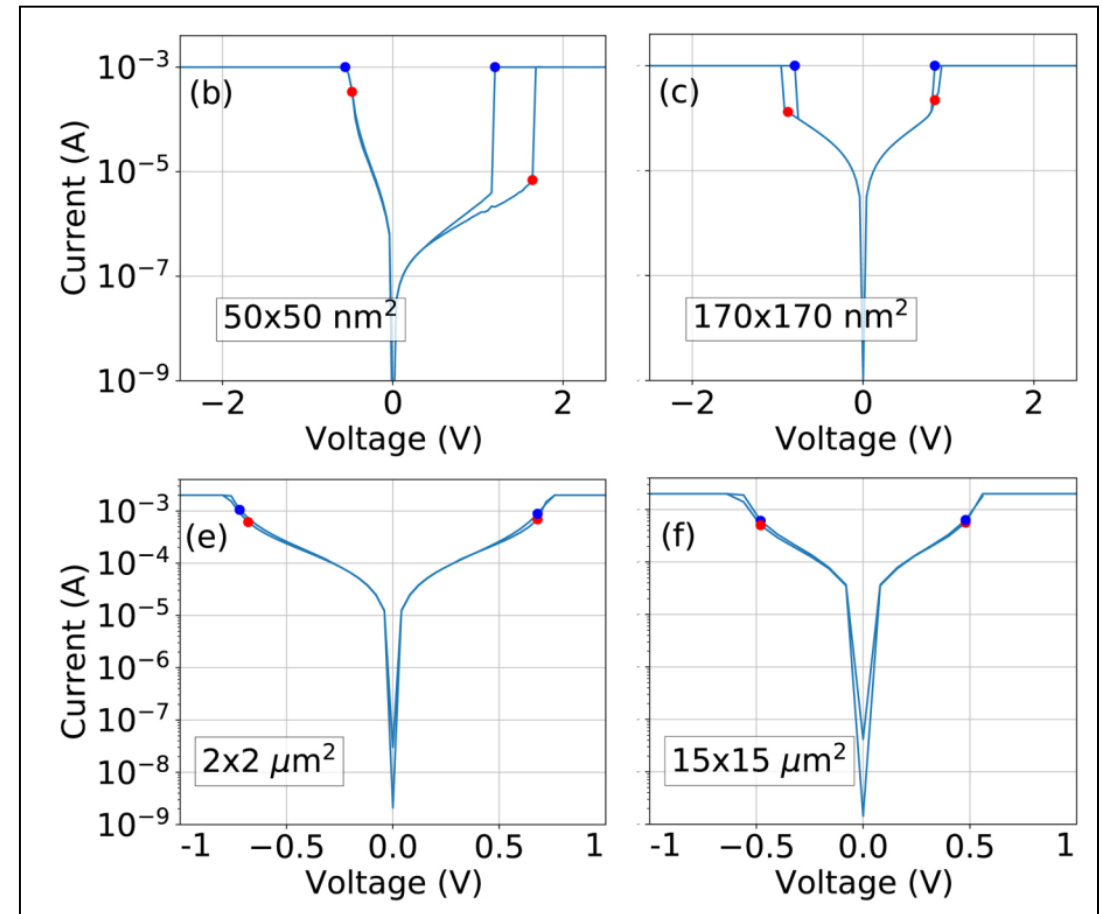 (b)
10⁻³
10⁻⁵
10⁻⁷
10⁻⁹
Current (A)
50x50 nm²
−2 0 2
Voltage (V)
(c)
170x170 nm²
−2 0 2
Voltage (V)
(e)
10⁻³
10⁻⁴
10⁻⁵
10⁻⁶
10⁻⁷
10⁻⁸
10⁻⁹
Current (A)
2x2 μm²
-1 −0.5 0.0 0.5 1
Voltage (V)
(f)
15x15 μm²
-1 −0.5 0.0 0.5 1
Voltage (V)